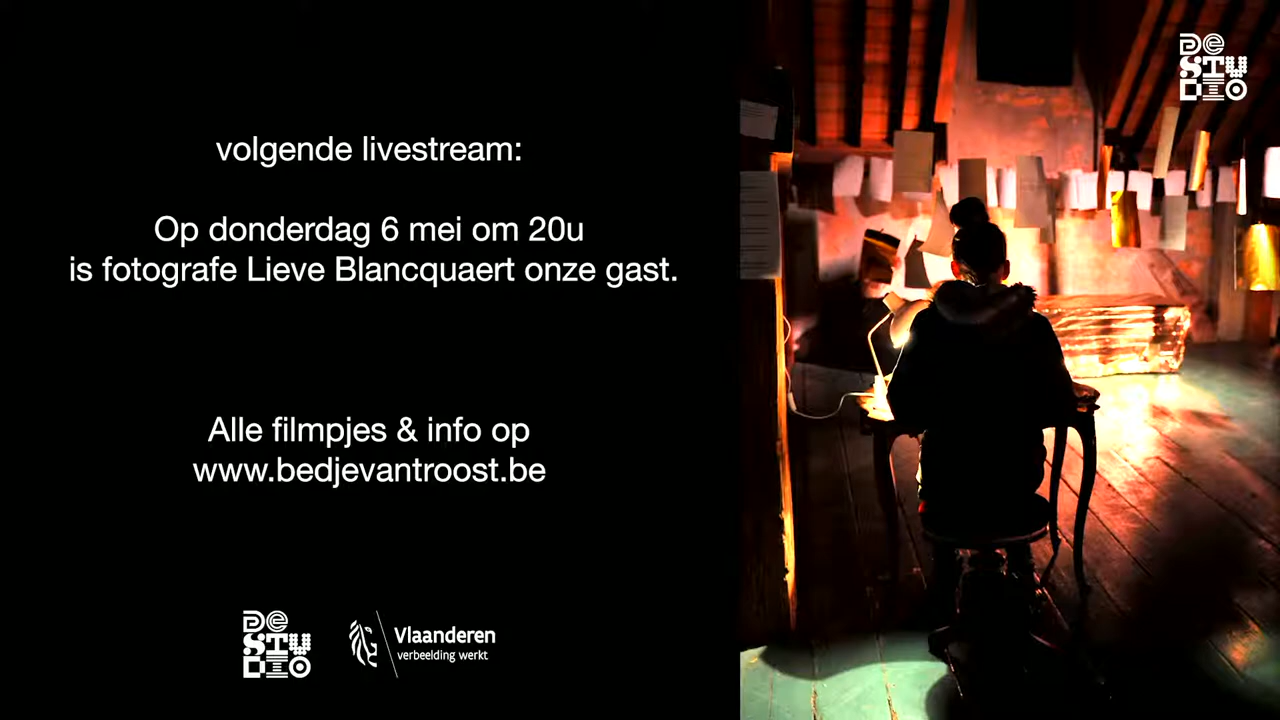 DE
STU
DIO
volgende livestream:
Op donderdag 6 mei om 20u
is fotografe Lieve Blancquaert onze gast.
Alle filmpjes & info op
www.bedjevantroost.be
DE
STU
DIO
Vlaanderen
verbeelding werkt